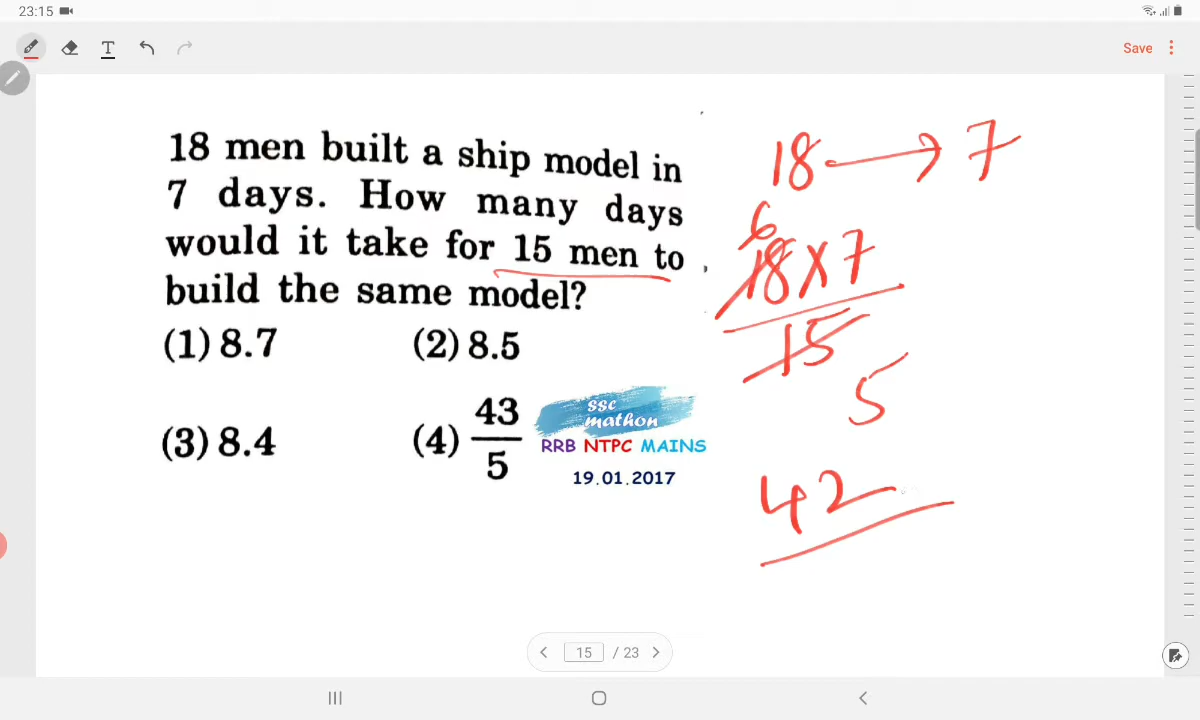 23:15
T
Save
18 men built a ship model in
7 days. How many days
would it take for 15 men to
build the same model?
(1) 8.7 (2) 8.5
(3) 8.4 (4) 43/5
ssc
mathon
RRB NTPC MAINS
19.01.2017
18 → 7
6
18 × 7
15
5
42
15 / 23